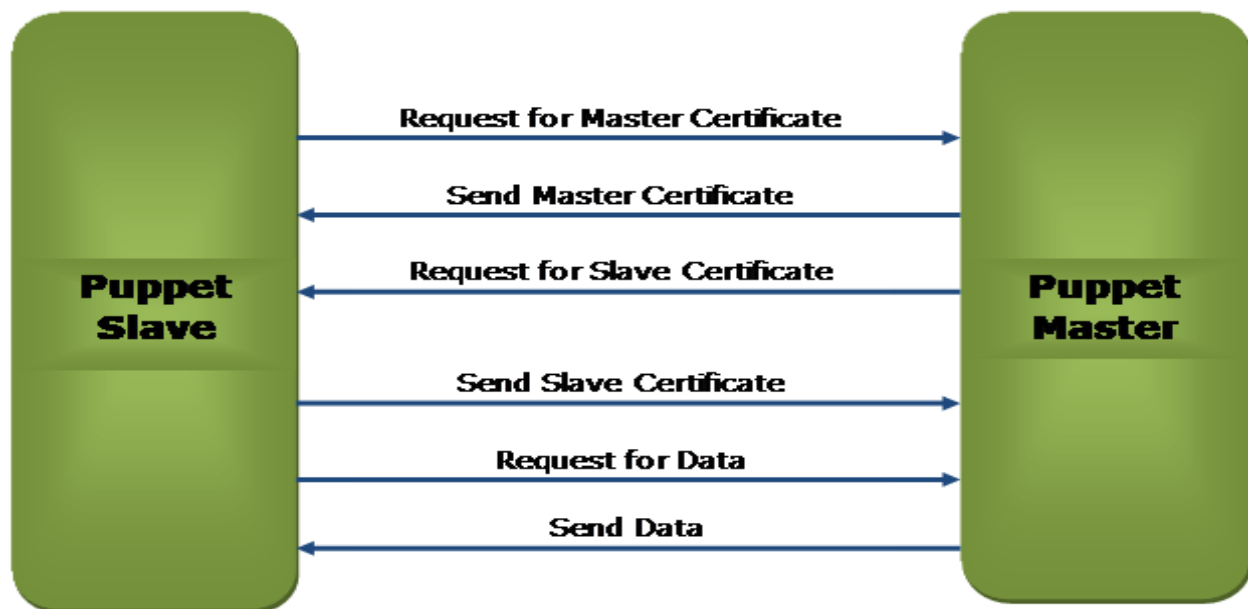 Request for Master Certificate
Send Master Certificate
Request for Slave Certificate
Puppet
Slave
Puppet
Master
Send Slave Certificate
Request for Data
Send Data